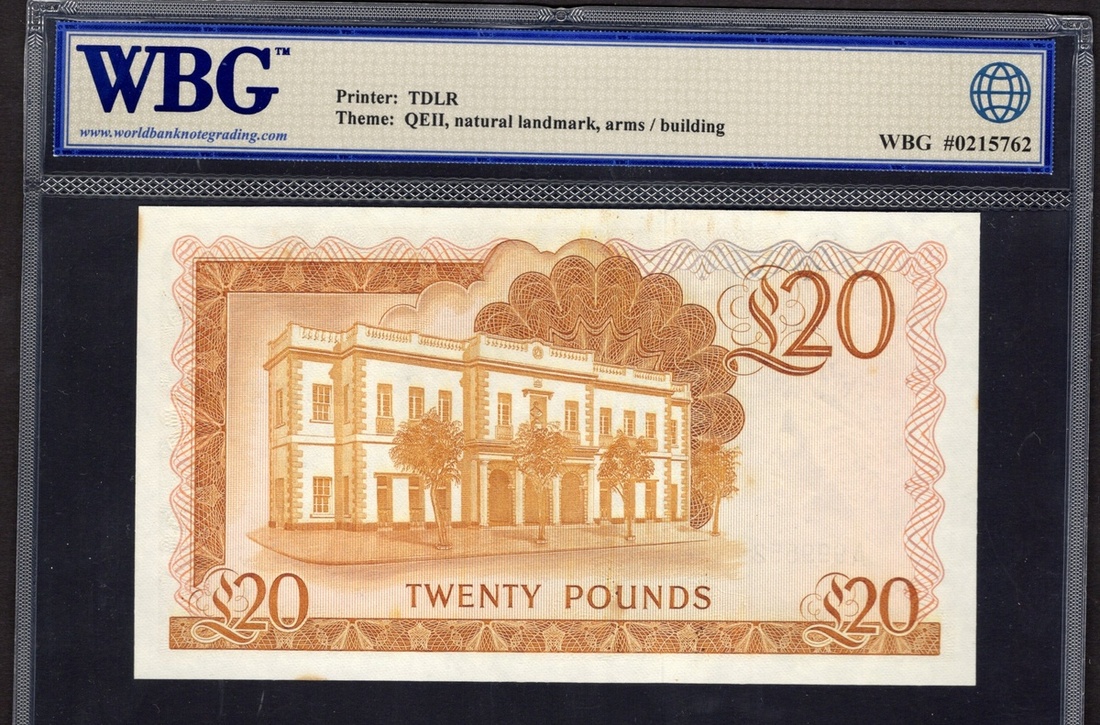 WBG™
www.worldbanknotegrading.com
Printer: TDLR
Theme: QEII, natural landmark, arms / building
WBG #0215762
£20
£20
TWENTY POUNDS
£20